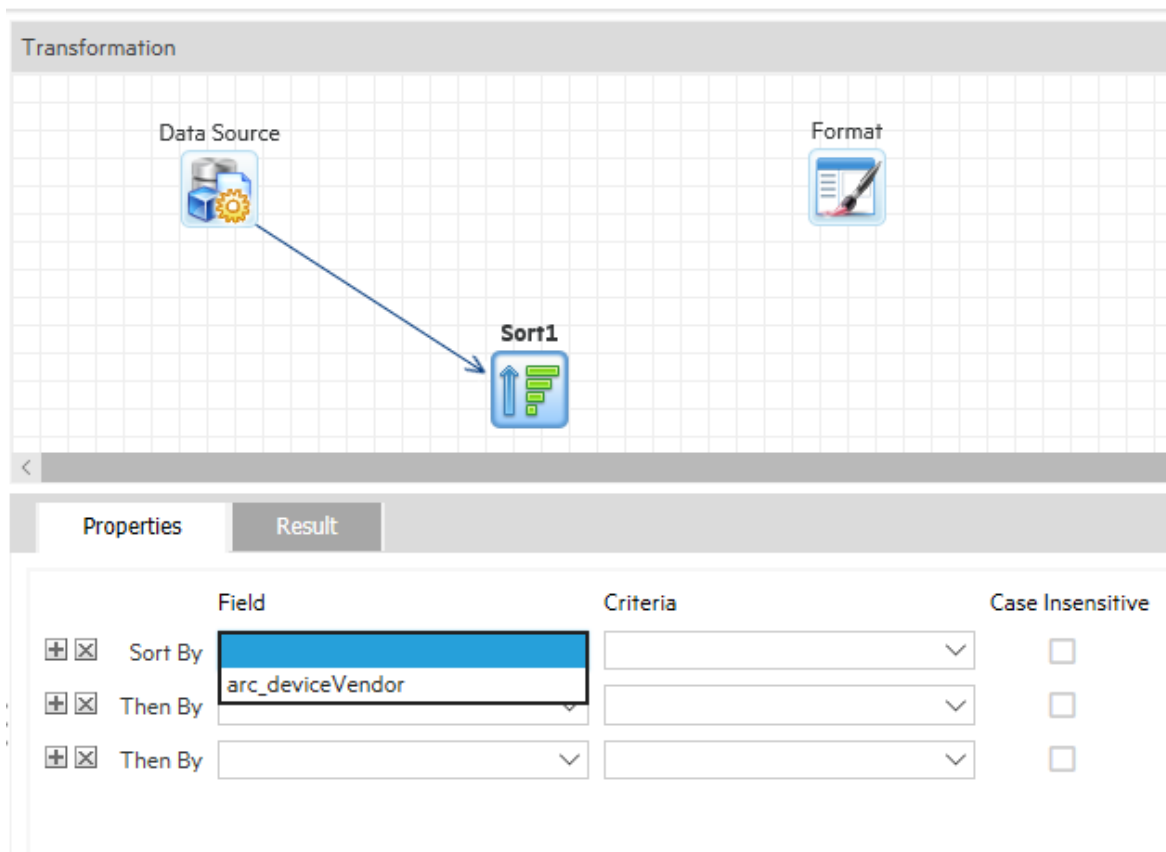 Transformation
Data Source
Format
Sort1
Properties Result
Field Criteria Case Insensitive
Sort By
arc_deviceVendor
Then By
Then By